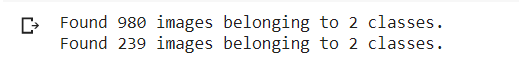 Found 980 images belonging to 2 classes.
Found 239 images belonging to 2 classes.